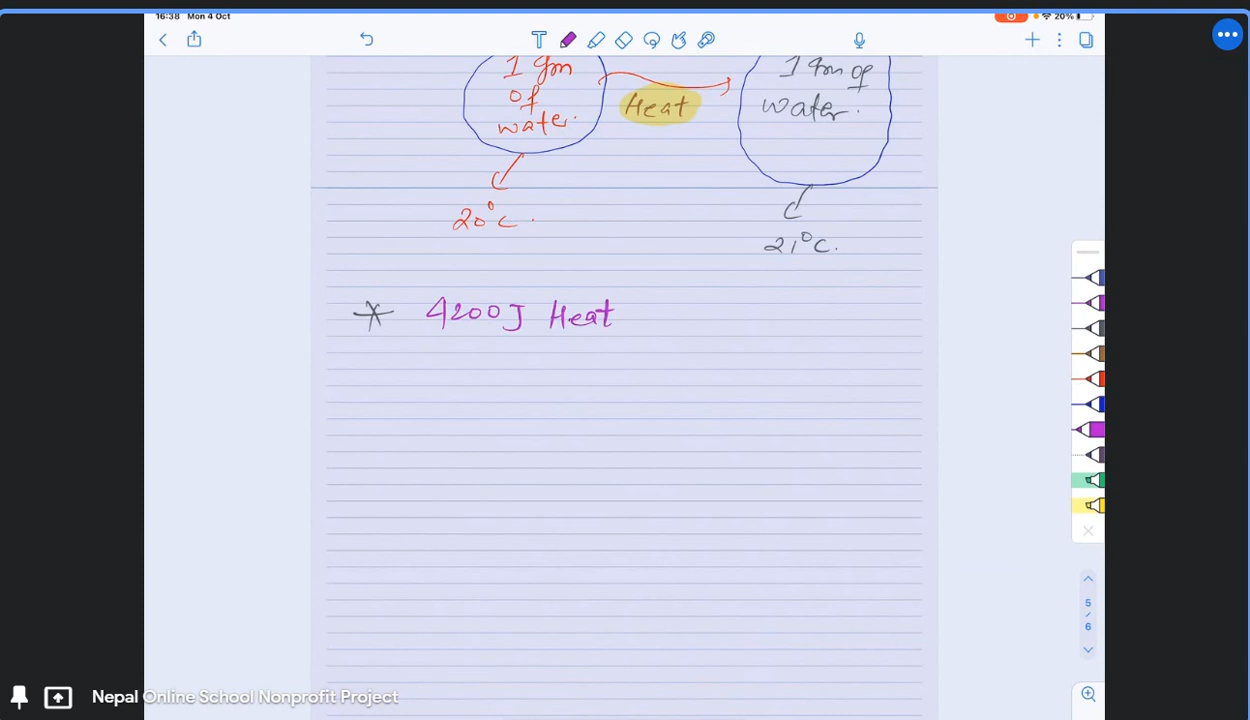 16:38 Mon 4 Oct
20%
1 gm
of
water.
Heat
1 gm of
water.
20°C.
21°C.
4200J Heat
5
/
6
Nepal Online School Nonprofit Project